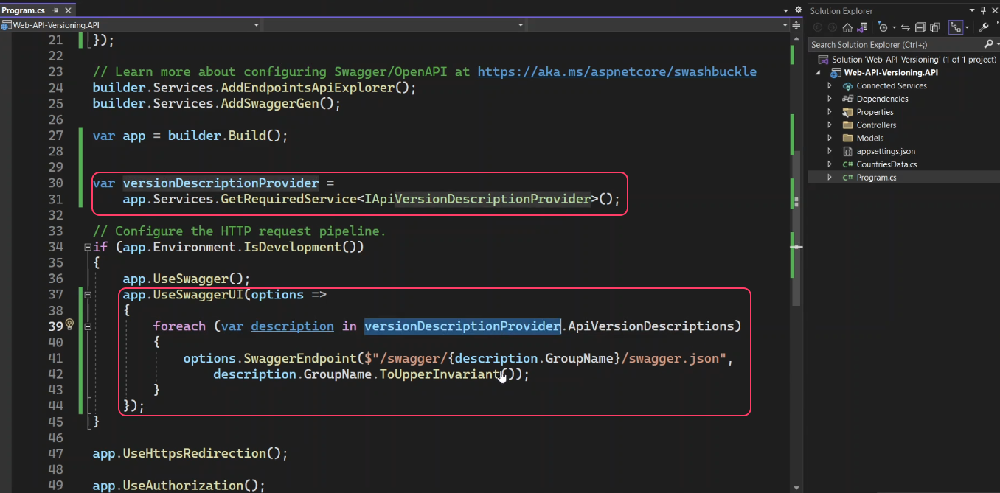 Program.cs
Web-API-Versioning.API
21 });
22
23 // Learn more about configuring Swagger/OpenAPI at https://aka.ms/aspnetcore/swashbuckle
24 builder.Services.AddEndpointsApiExplorer();
25 builder.Services.AddSwaggerGen();
26
27 var app = builder.Build();
28
29
30 var versionDescriptionProvider =
31 app.Services.GetRequiredService<IApiVersionDescriptionProvider>();
32
33 // Configure the HTTP request pipeline.
34 if (app.Environment.IsDevelopment())
35 {
36 app.UseSwagger();
37 app.UseSwaggerUI(options =>
38 {
39 foreach (var description in versionDescriptionProvider.ApiVersionDescriptions)
40 {
41 options.SwaggerEndpoint($"/swagger/{description.GroupName}/swagger.json",
42 description.GroupName.ToUpperInvariant());
43 }
44 });
45 }
46
47 app.UseHttpsRedirection();
48
49 app.UseAuthorization();
Solution Explorer
Search Solution Explorer (Ctrl+;)
Solution 'Web-API-Versioning' (1 of 1 project)
Web-API-Versioning.API
Connected Services
Dependencies
Properties
Controllers
Models
appsettings.json
C# CountriesData.cs
C# Program.cs